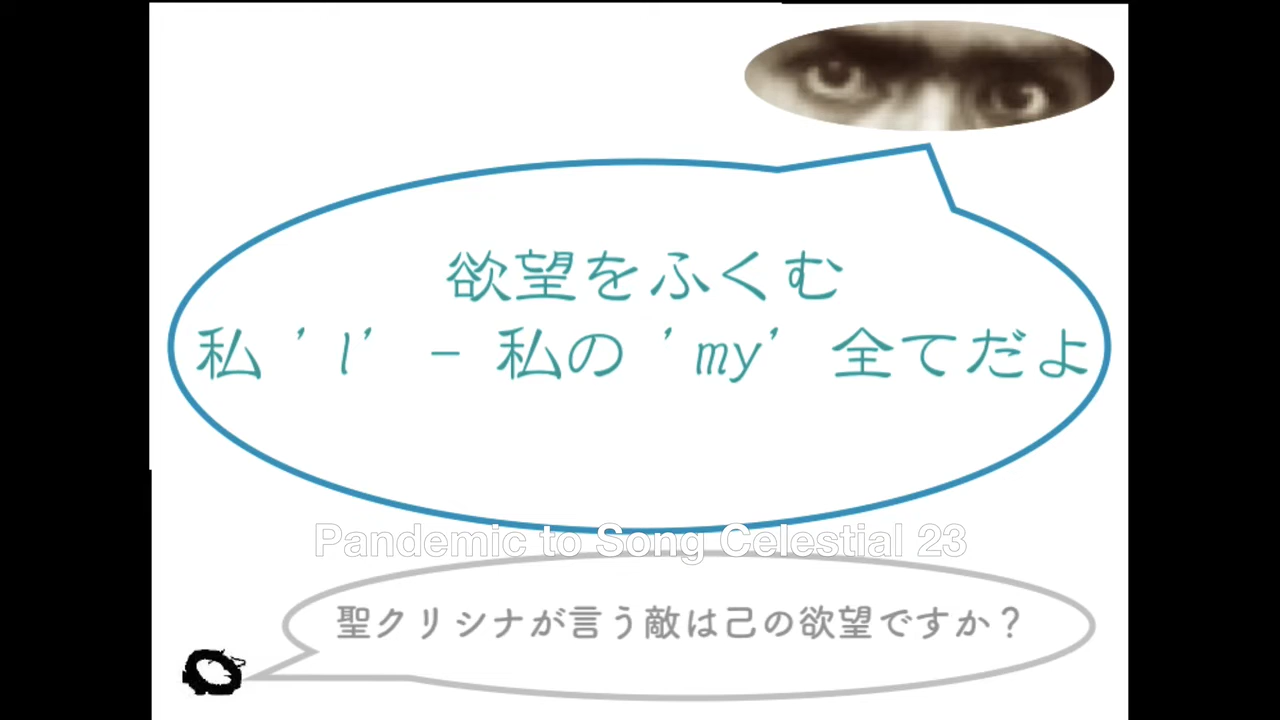 欲望をふくむ
私 'l' − 私の 'my' 全てだよ
Pandemic to Song Celestial 23
聖クリシナが言う敵は己の欲望ですか？